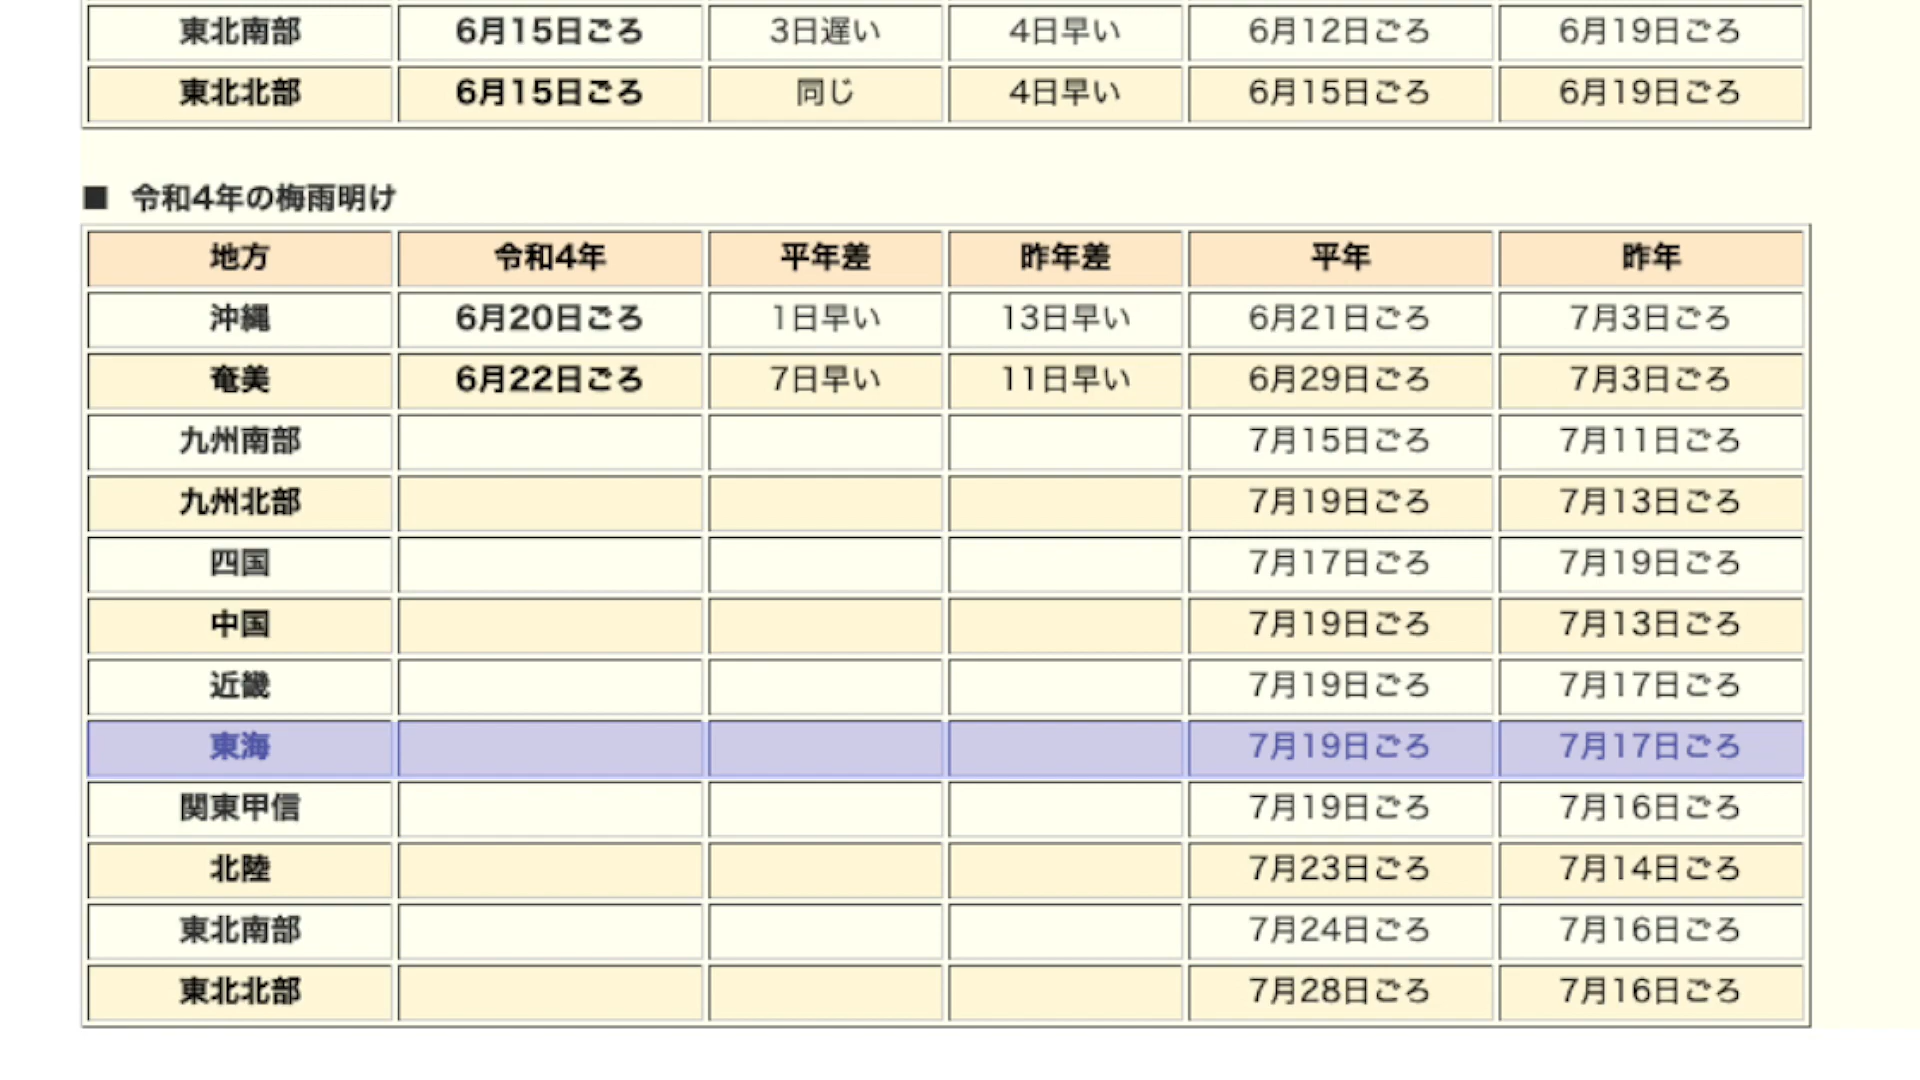 東北南部 6月15日ごろ 3日遅い 4日早い 6月12日ごろ 6月19日ごろ
東北北部 6月15日ごろ 同じ 4日早い 6月15日ごろ 6月19日ごろ
■ 令和4年の梅雨明け
地方 令和4年 平年差 昨年差 平年 昨年
沖縄 6月20日ごろ 1日早い 13日早い 6月21日ごろ 7月3日ごろ
奄美 6月22日ごろ 7日早い 11日早い 6月29日ごろ 7月3日ごろ
九州南部 7月15日ごろ 7月11日ごろ
九州北部 7月19日ごろ 7月13日ごろ
四国 7月17日ごろ 7月19日ごろ
中国 7月19日ごろ 7月13日ごろ
近畿 7月19日ごろ 7月17日ごろ
東海 7月19日ごろ 7月17日ごろ
関東甲信 7月19日ごろ 7月16日ごろ
北陸 7月23日ごろ 7月14日ごろ
東北南部 7月24日ごろ 7月16日ごろ
東北北部 7月28日ごろ 7月16日ごろ